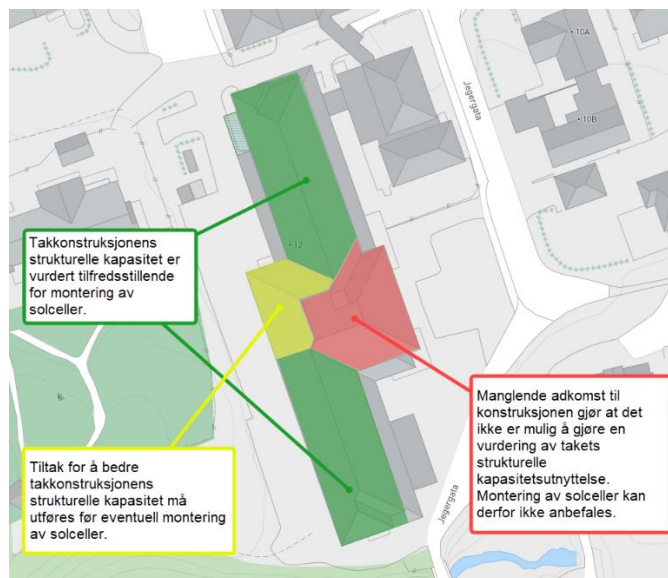 10A
Jegergata
10B
Takkonstruksjonens
strukturelle kapasitet er
vurdert tilfredsstillende
for montering av
solceller.
12
Manglende adkomst til
konstruksjonen gjør at det
ikke er mulig å gjøre en
vurdering av takets
strukturelle
kapasitetsutnyttelse.
Montering av solceller kan
derfor ikke anbefales.
Tiltak for å bedre
takkonstruksjonens
strukturelle kapasitet må
utføres før eventuell montering
av solceller.
Jegergata